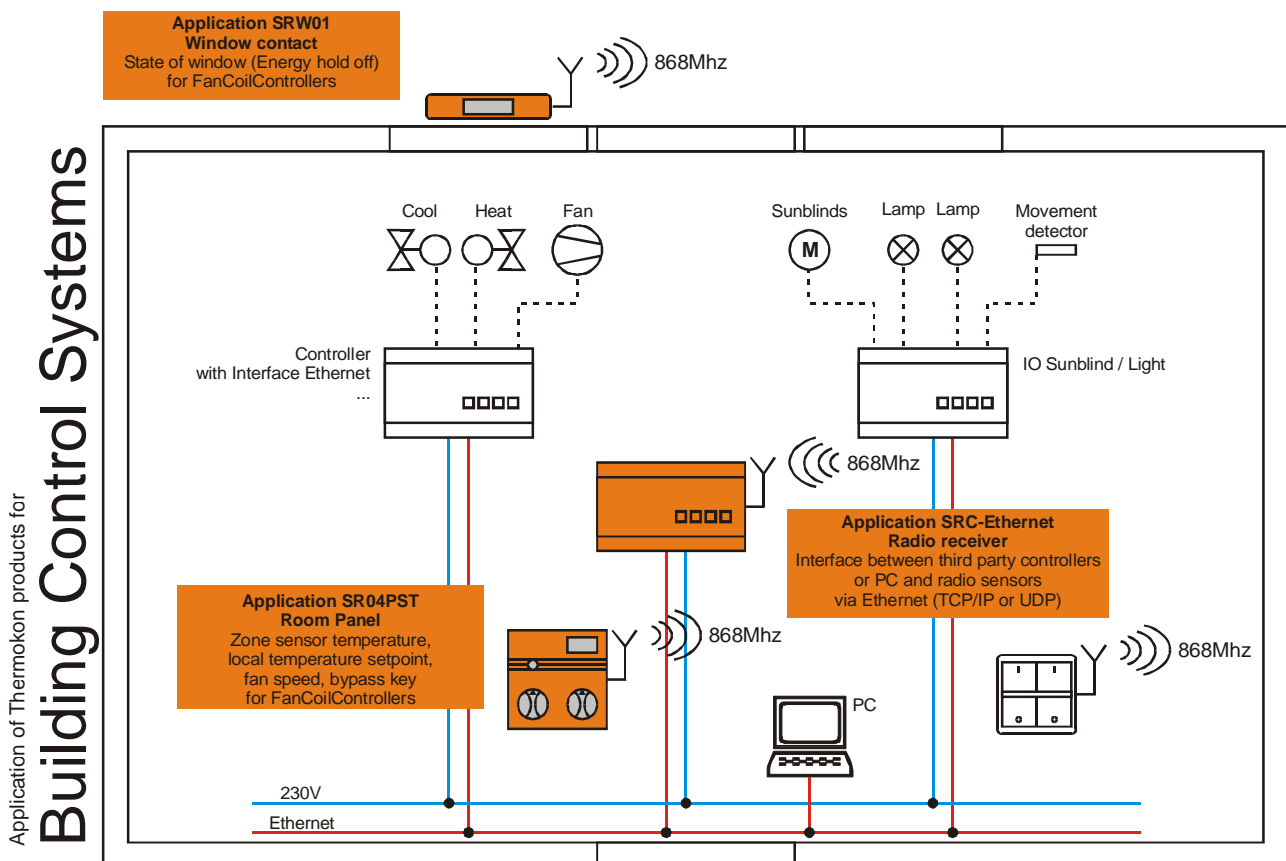 Application of Thermokon products for
Building Control Systems
Application SRW01
Window contact
State of window (Energy hold off)
for FanCoilControllers
868Mhz
Cool
Heat
Fan
Sunblinds
Lamp
Lamp
Movement
detector
M
Controller
with Interface Ethernet
...
IO Sunblind / Light
868Mhz
Application SRC-Ethernet
Radio receiver
Interface between third party controllers
or PC and radio sensors
via Ethernet (TCP/IP or UDP)
Application SR04PST
Room Panel
Zone sensor temperature,
local temperature setpoint,
fan speed, bypass key
for FanCoilControllers
868Mhz
868Mhz
PC
230V
Ethernet